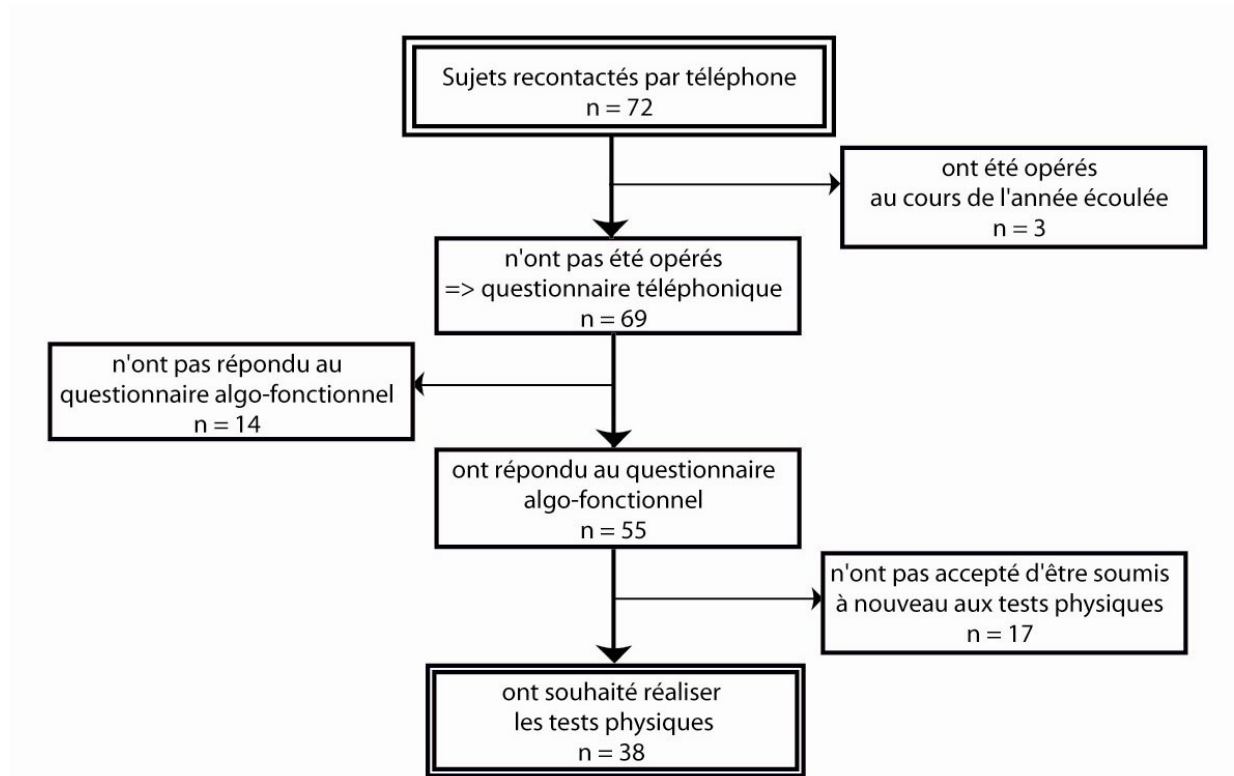 Sujets recontactés par téléphone
n = 72
ont été opérés
au cours de l'année écoulée
n = 3
n'ont pas été opérés
=> questionnaire téléphonique
n = 69
n'ont pas répondu au
questionnaire algo-fonctionnel
n = 14
ont répondu au questionnaire
algo-fonctionnel
n = 55
n'ont pas accepté d'être soumis
à nouveau aux tests physiques
n = 17
ont souhaité réaliser
les tests physiques
n = 38